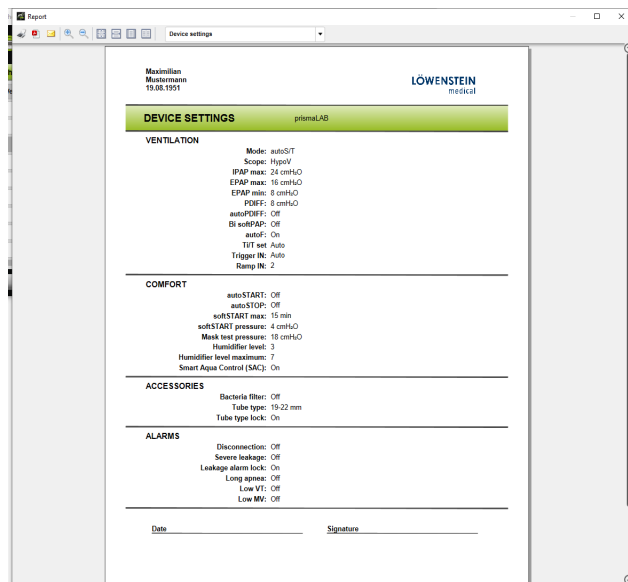 Report
Device settings
Maximilian
Mustermann
19.08.1951
LÖWENSTEIN
medical
DEVICE SETTINGS prismaLAB
VENTILATION
Mode: autoS/T
Scope: HypoV
IPAP max: 24 cmH₂O
EPAP max: 16 cmH₂O
EPAP min: 8 cmH₂O
PDIFF: 8 cmH₂O
autoPDIFF: Off
Bi softPAP: Off
autoF: On
Ti/T set Auto
Trigger IN: Auto
Ramp IN: 2
COMFORT
autoSTART: Off
autoSTOP: Off
softSTART max: 15 min
softSTART pressure: 4 cmH₂O
Mask test pressure: 18 cmH₂O
Humidifier level: 3
Humidifier level maximum: 7
Smart Aqua Control (SAC): On
ACCESSORIES
Bacteria filter: Off
Tube type: 19-22 mm
Tube type lock: On
ALARMS
Disconnection: Off
Severe leakage: Off
Leakage alarm lock: On
Long apnea: Off
Low VT: Off
Low MV: Off
Date Signature